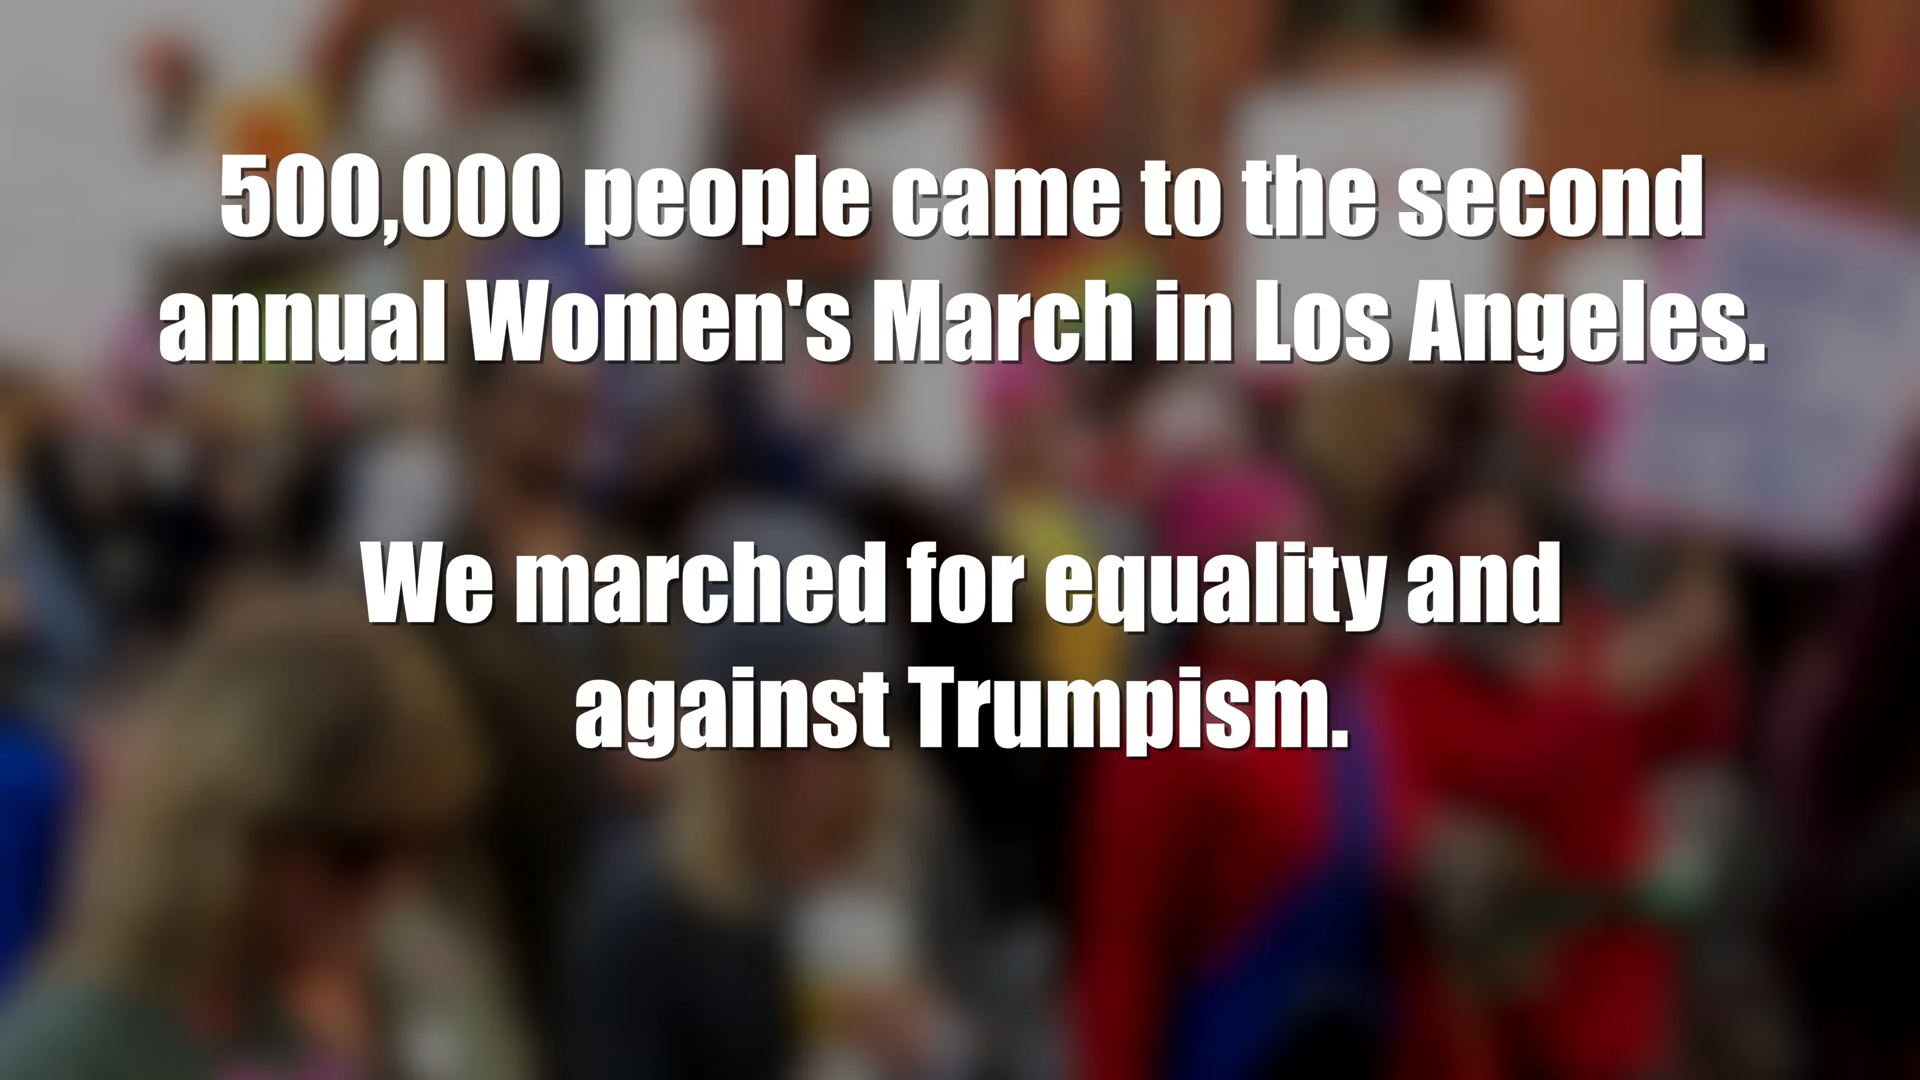 500,000 people came to the second
annual Women's March in Los Angeles.
We marched for equality and
against Trumpism.